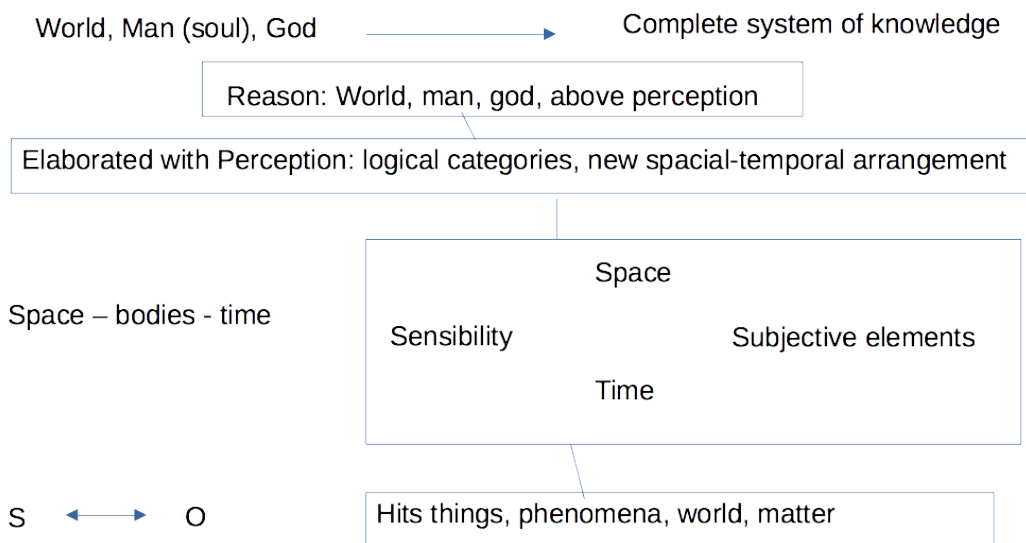 World, Man (soul), God
Complete system of knowledge
Reason: World, man, god, above perception
Elaborated with Perception: logical categories, new spacial-temporal arrangement
Space
Space – bodies - time
Sensibility
Subjective elements
Time
S
O
Hits things, phenomena, world, matter